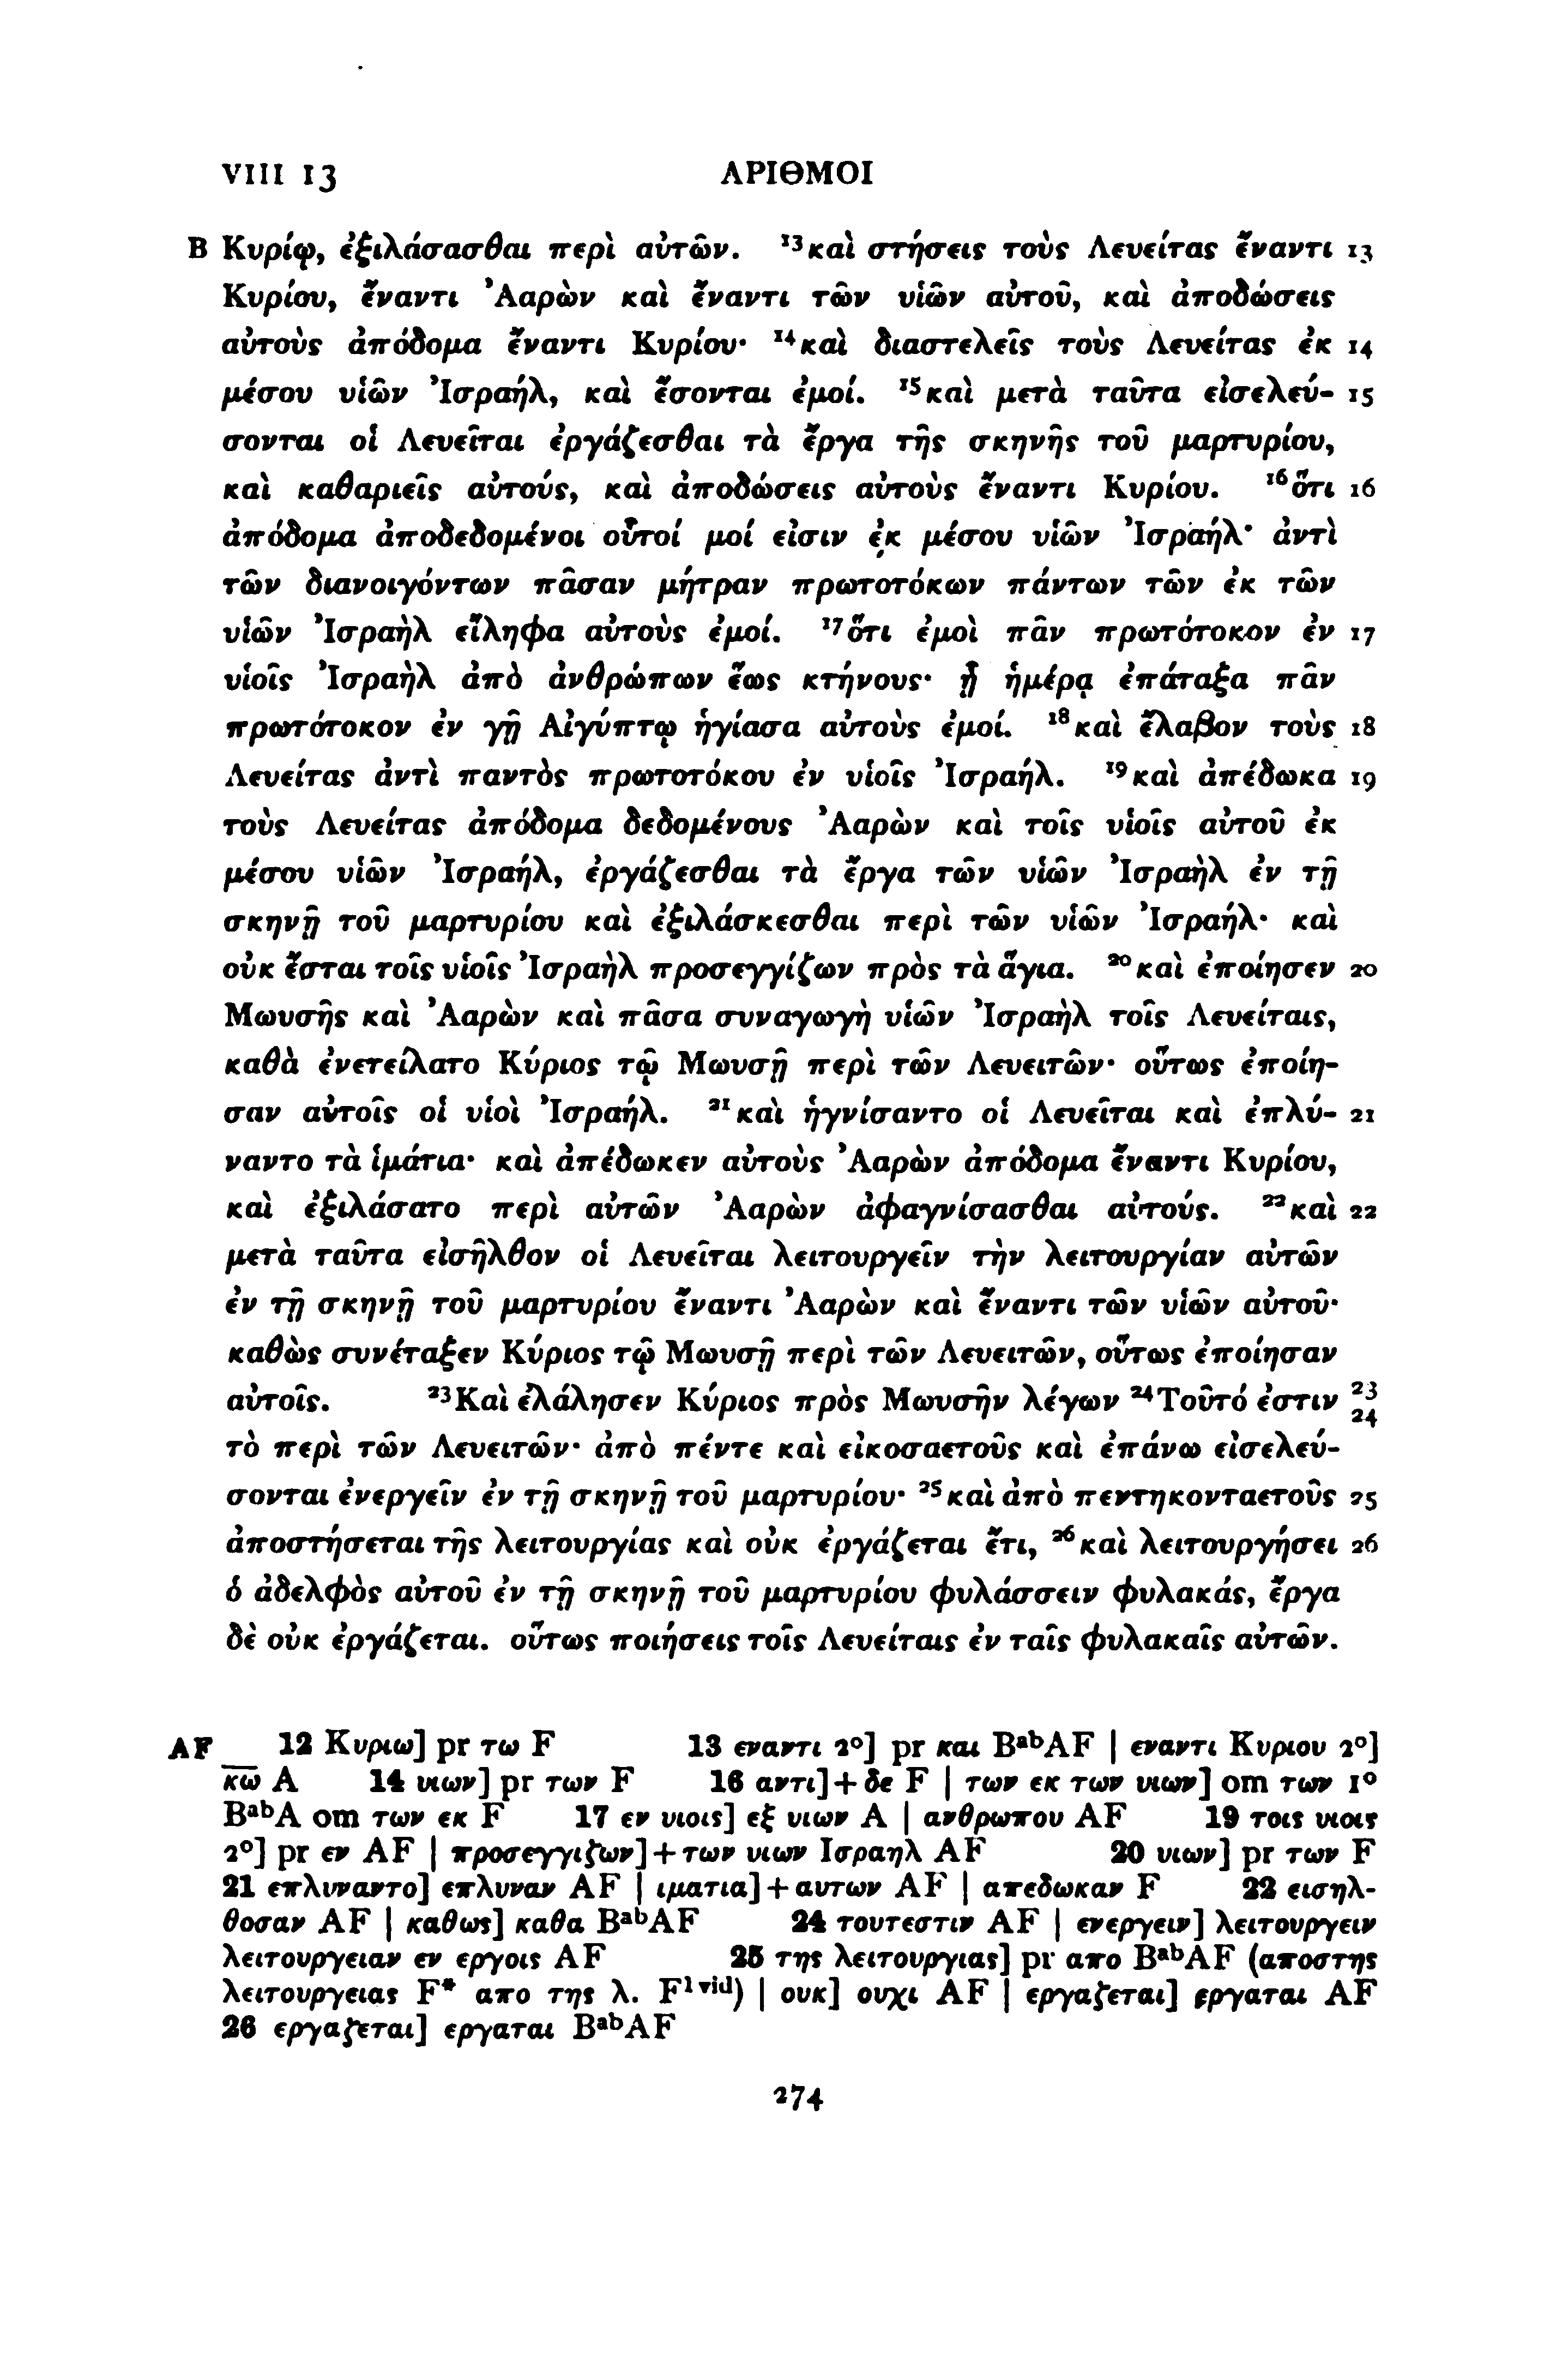 VIII 13 ΑΡΙΘΜΟΙ
B Κυρίῳ, ἐξιλάσασθαι περὶ αὐτῶν. ¹³καὶ στήσεις τοὺς Λευείτας ἔναντι 13
Κυρίου, ἔναντι Ἀαρὼν καὶ ἔναντι τῶν υἱῶν αὐτοῦ, καὶ ἀποδώσεις
αὐτοὺς ἀπόδομα ἔναντι Κυρίου· ¹⁴καὶ διαστελεῖς τοὺς Λευείτας ἐκ 14
μέσου υἱῶν Ἰσραήλ, καὶ ἔσονται ἐμοί. ¹⁵καὶ μετὰ ταῦτα εἰσελεύ- 15
σονται οἱ Λευεῖται ἐργάζεσθαι τὰ ἔργα τῆς σκηνῆς τοῦ μαρτυρίου,
καὶ καθαριεῖς αὐτούς, καὶ ἀποδώσεις αὐτοὺς ἔναντι Κυρίου. ¹⁶ὅτι 16
ἀπόδομα ἀποδεδομένοι οὗτοί μοί εἰσιν ἐκ μέσου υἱῶν Ἰσραήλ· ἀντὶ
τῶν διανοιγόντων πᾶσαν μήτραν πρωτοτόκων πάντων τῶν ἐκ τῶν
υἱῶν Ἰσραὴλ εἴληφα αὐτοὺς ἐμοί. ¹⁷ὅτι ἐμοὶ πᾶν πρωτότοκον ἐν 17
υἱοῖς Ἰσραὴλ ἀπὸ ἀνθρώπων ἕως κτήνους· ᾗ ἡμέρᾳ ἐπάταξα πᾶν
πρωτότοκον ἐν γῇ Αἰγύπτῳ ἡγίασα αὐτοὺς ἐμοί. ¹⁸καὶ ἔλαβον τοὺς 18
Λευείτας ἀντὶ παντὸς πρωτοτόκου ἐν υἱοῖς Ἰσραήλ. ¹⁹καὶ ἀπέδωκα 19
τοὺς Λευείτας ἀπόδομα δεδομένους Ἀαρὼν καὶ τοῖς υἱοῖς αὐτοῦ ἐκ
μέσου υἱῶν Ἰσραήλ, ἐργάζεσθαι τὰ ἔργα τῶν υἱῶν Ἰσραὴλ ἐν τῇ
σκηνῇ τοῦ μαρτυρίου καὶ ἐξιλάσκεσθαι περὶ τῶν υἱῶν Ἰσραήλ· καὶ
οὐκ ἔσται τοῖς υἱοῖς Ἰσραὴλ προσεγγίζων πρὸς τὰ ἅγια. ²⁰καὶ ἐποίησεν 20
Μωυσῆς καὶ Ἀαρὼν καὶ πᾶσα συναγωγὴ υἱῶν Ἰσραὴλ τοῖς Λευείταις,
καθὰ ἐνετείλατο Κύριος τῷ Μωυσῇ περὶ τῶν Λευειτῶν· οὕτως ἐποίη-
σαν αὐτοῖς οἱ υἱοὶ Ἰσραήλ. ²¹καὶ ἡγνίσαντο οἱ Λευεῖται καὶ ἐπλύ- 21
ναντο τὰ ἱμάτια· καὶ ἀπέδωκεν αὐτοὺς Ἀαρὼν ἀπόδομα ἔναντι Κυρίου,
καὶ ἐξιλάσατο περὶ αὐτῶν Ἀαρὼν ἀφαγνίσασθαι αὐτούς. ²²καὶ 22
μετὰ ταῦτα εἰσῆλθον οἱ Λευεῖται λειτουργεῖν τὴν λειτουργίαν αὐτῶν
ἐν τῇ σκηνῇ τοῦ μαρτυρίου ἔναντι Ἀαρὼν καὶ ἔναντι τῶν υἱῶν αὐτοῦ·
καθὼς συνέταξεν Κύριος τῷ Μωυσῇ περὶ τῶν Λευειτῶν, οὕτως ἐποίησαν
αὐτοῖς. ²³Καὶ ἐλάλησεν Κύριος πρὸς Μωυσῆν λέγων ²⁴Τοῦτό ἐστιν 23 24
τὸ περὶ τῶν Λευειτῶν· ἀπὸ πέντε καὶ εἰκοσαετοῦς καὶ ἐπάνω εἰσελεύ-
σονται ἐνεργεῖν ἐν τῇ σκηνῇ τοῦ μαρτυρίου· ²⁵καὶ ἀπὸ πεντηκονταετοῦς 25
ἀποστήσεται τῆς λειτουργίας καὶ οὐκ ἐργάζεται ἔτι, ²⁶καὶ λειτουργήσει 26
ὁ ἀδελφὸς αὐτοῦ ἐν τῇ σκηνῇ τοῦ μαρτυρίου φυλάσσειν φυλακάς, ἔργα
δὲ οὐκ ἐργάζεται. οὕτως ποιήσεις τοῖς Λευείταις ἐν ταῖς φυλακαῖς αὐτῶν.
AF 12 Κυριω] pr τω F 13 εναντι 2°] pr και BᵃᵇAF | εναντι Κυριου 2°]
κ̅ω̅ A 14 υιων] pr των F 16 αντι]+δε F | των εκ των υιων] om των 1°
BᵃᵇA om των εκ F 17 εν υιοις] εξ υιων A | ανθρωπου AF 19 τοις υιοις
2°] pr εν AF | προσεγγιζων]+των υιων Ισραηλ AF 20 υιων] pr των F
21 επλυναντο] επλυναν AF | ιματια]+αυτων AF | απεδωκαν F 22 εισηλ-
θοσαν AF | καθως] καθα BᵃᵇAF 24 τουτεστιν AF | ενεργειν] λειτουργειν
λειτουργειαν εν εργοις AF 25 της λειτουργιας] pr απο BᵃᵇAF (αποστης
λειτουργειας F* απο της λ. F¹ᵛⁱᵈ) | ουκ] ουχι AF | εργαζεται] εργαται AF
26 εργαζεται] εργαται BᵃᵇAF
274